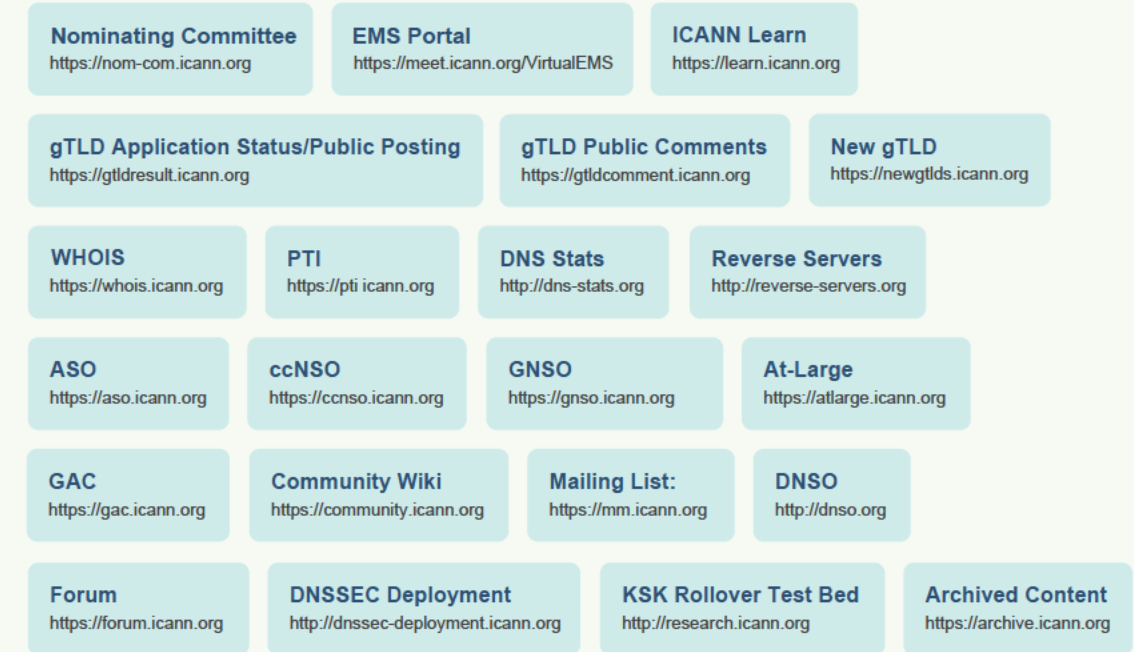 Nominating Committee
https://nom-com.icann.org
EMS Portal
https://meet.icann.org/VirtualEMS
ICANN Learn
https://learn.icann.org
gTLD Application Status/Public Posting
https://gtldresult.icann.org
gTLD Public Comments
https://gtldcomment.icann.org
New gTLD
https://newgtlds.icann.org
WHOIS
https://whois.icann.org
PTI
https://pti icann.org
DNS Stats
http://dns-stats.org
Reverse Servers
http://reverse-servers.org
ASO
https://aso.icann.org
ccNSO
https://ccnso.icann.org
GNSO
https://gnso.icann.org
At-Large
https://atlarge.icann.org
GAC
https://gac.icann.org
Community Wiki
https://community.icann.org
Mailing List:
https://mm.icann.org
DNSO
http://dnso.org
Forum
https://forum.icann.org
DNSSEC Deployment
http://dnssec-deployment.icann.org
KSK Rollover Test Bed
http://research.icann.org
Archived Content
https://archive.icann.org